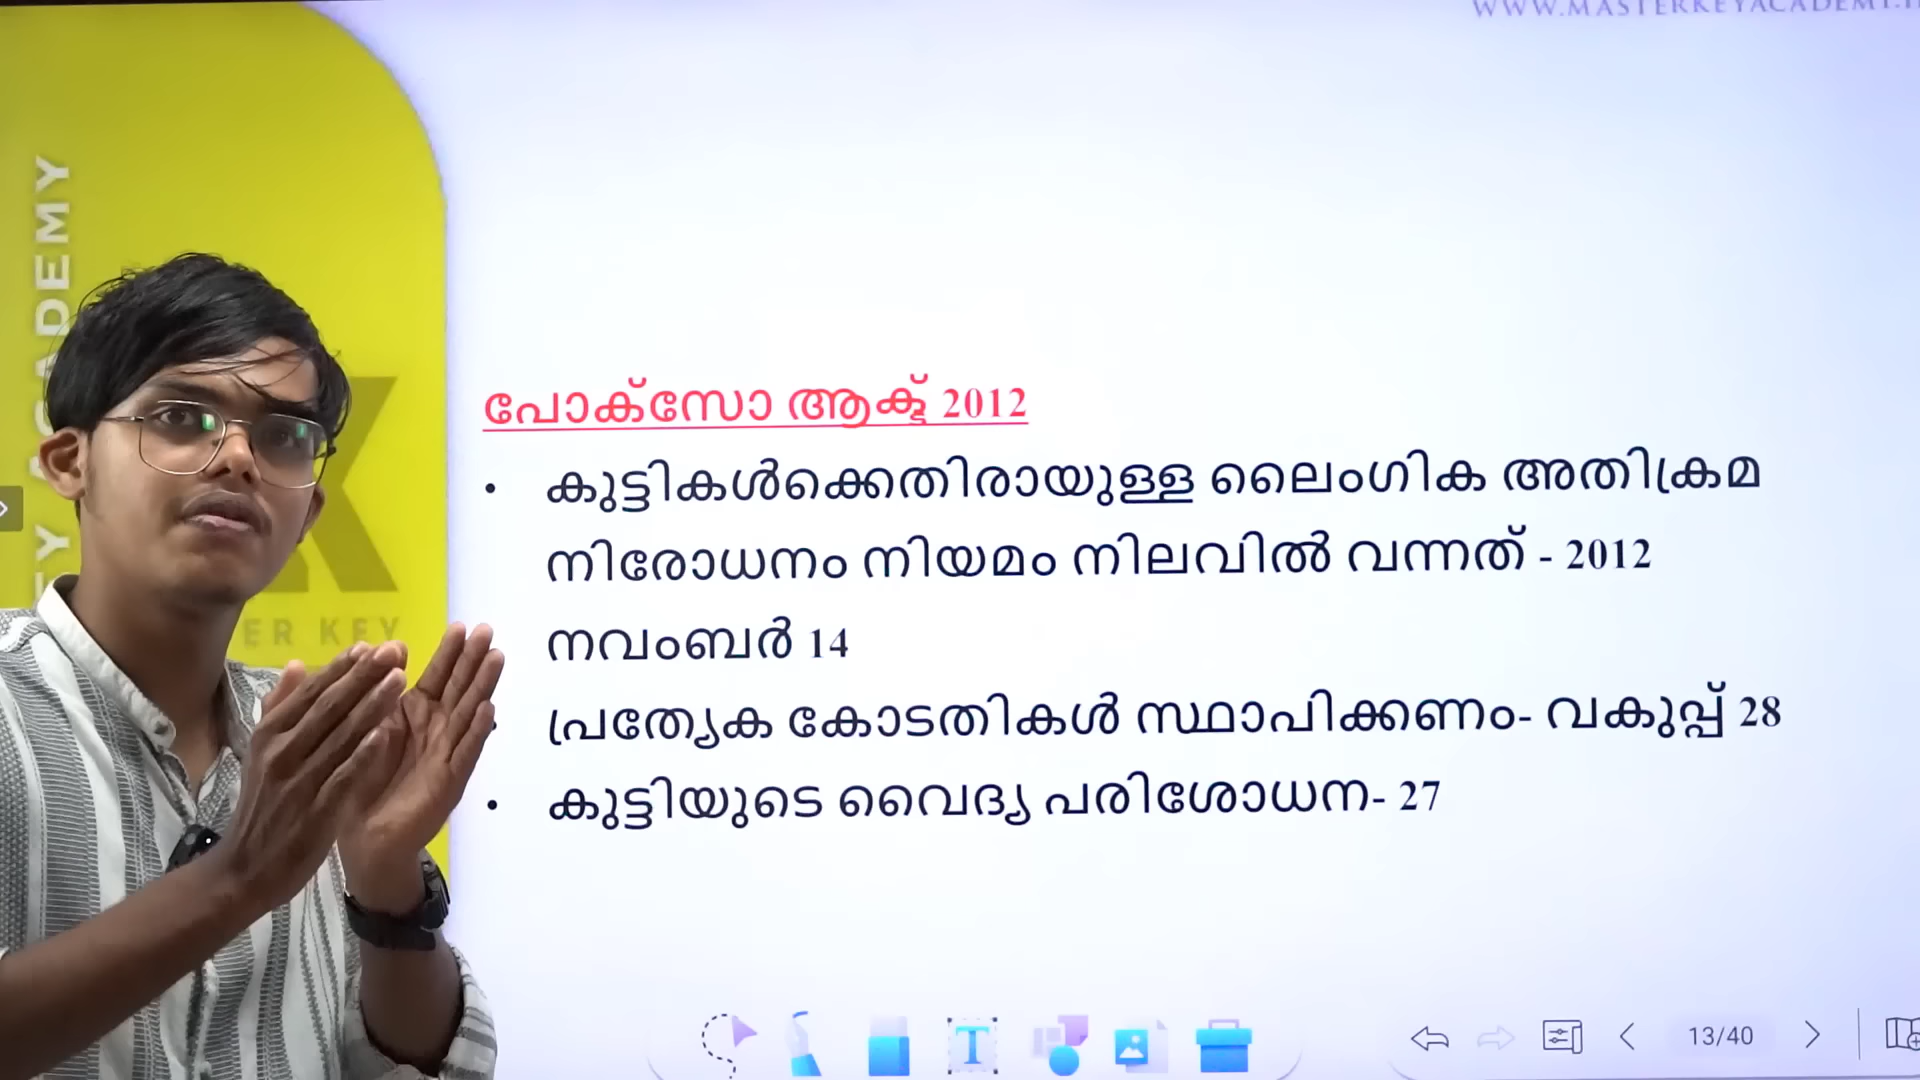 WWW.MASTERKEYACADEMY.I
പോക്സോ ആക്ട് 2012
• കുട്ടികൾക്കെതിരായുള്ള ലൈംഗിക അതിക്രമ
നിരോധനം നിയമം നിലവിൽ വന്നത് - 2012
നവംബർ 14
• പ്രത്യേക കോടതികൾ സ്ഥാപിക്കണം- വകുപ്പ് 28
• കുട്ടിയുടെ വൈദ്യ പരിശോധന- 27
EY ACADEMY
ER KEY
13/40